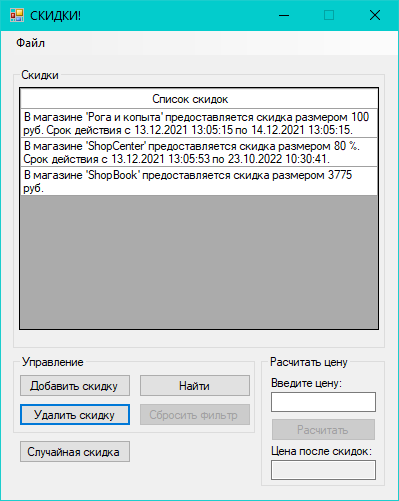 СКИДКИ!
Файл
Скидки
Список скидок
В магазине 'Рога и копыта' предоставляется скидка размером 100
руб. Срок действия с 13.12.2021 13:05:15 по 14.12.2021 13:05:15.
В магазине 'ShopCenter' предоставляется скидка размером 80 %.
Срок действия с 13.12.2021 13:05:53 по 23.10.2022 10:30:41.
В магазине 'ShopBook' предоставляется скидка размером 3775
руб.
Управление
Добавить скидку
Найти
Удалить скидку
Сбросить фильтр
Случайная скидка
Расчитать цену
Введите цену:
Расчитать
Цена после скидок: